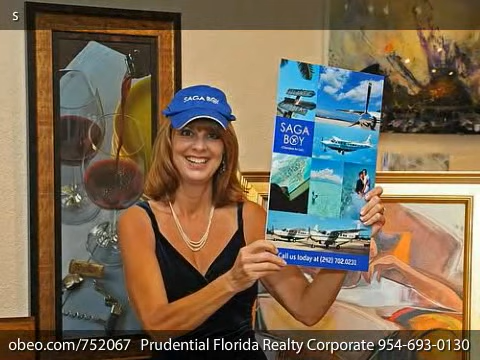 S
SAGA BOY
SAGA
BOY
Call us today at (242) 702.0231
obeo.com/752067 Prudential Florida Realty Corporate 954-693-0130